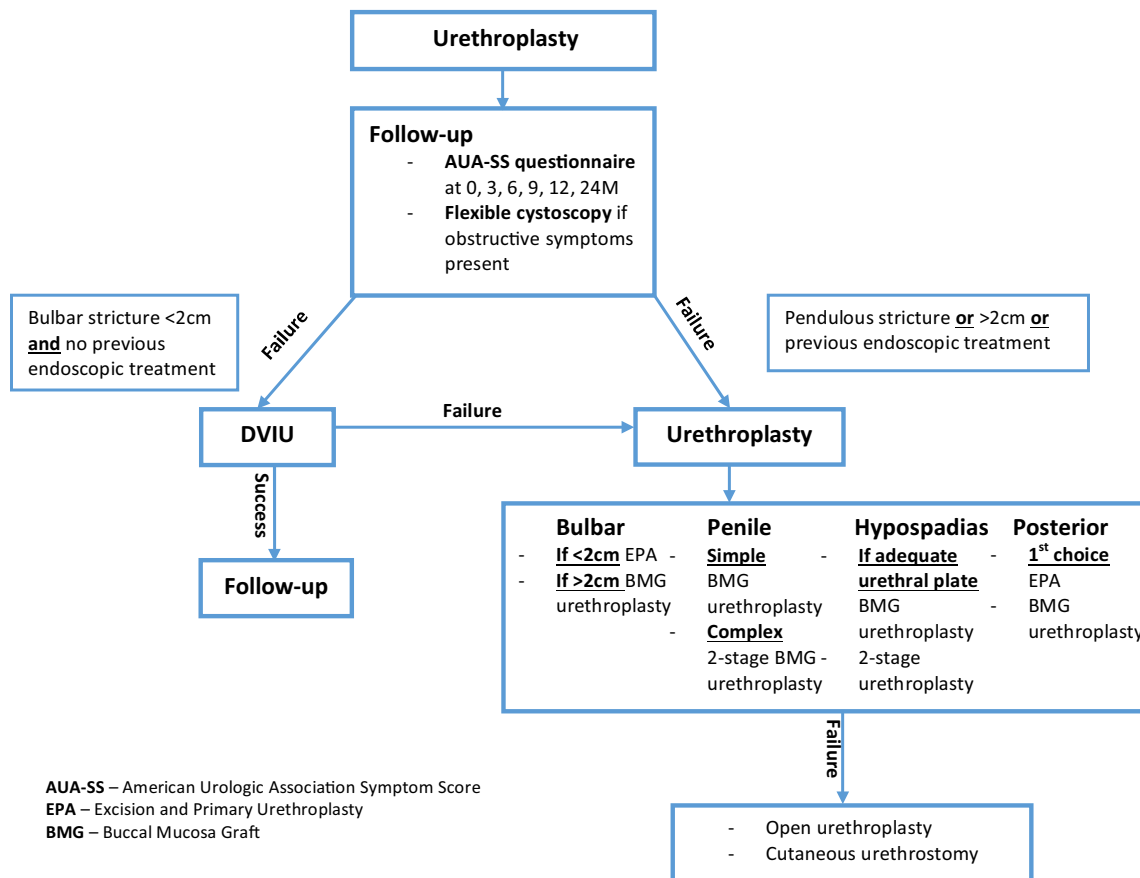 Urethroplasty
Follow-up
- AUA-SS questionnaire
at 0, 3, 6, 9, 12, 24M
- Flexible cystoscopy if
obstructive symptoms
present
Bulbar stricture <2cm
and no previous
endoscopic treatment
Failure
Failure
Pendulous stricture or >2cm or
previous endoscopic treatment
DVIU
Failure
Urethroplasty
Success
Follow-up
Bulbar
- If <2cm EPA
- If >2cm BMG
urethroplasty
Penile
- Simple
BMG
urethroplasty
- Complex
2-stage BMG
urethroplasty
Hypospadias
- If adequate
urethral plate
BMG
urethroplasty
- 2-stage
urethroplasty
Posterior
- 1st choice
EPA
- BMG
urethroplasty
Failure
- Open urethroplasty
- Cutaneous urethrostomy
AUA-SS – American Urologic Association Symptom Score
EPA – Excision and Primary Urethroplasty
BMG – Buccal Mucosa Graft